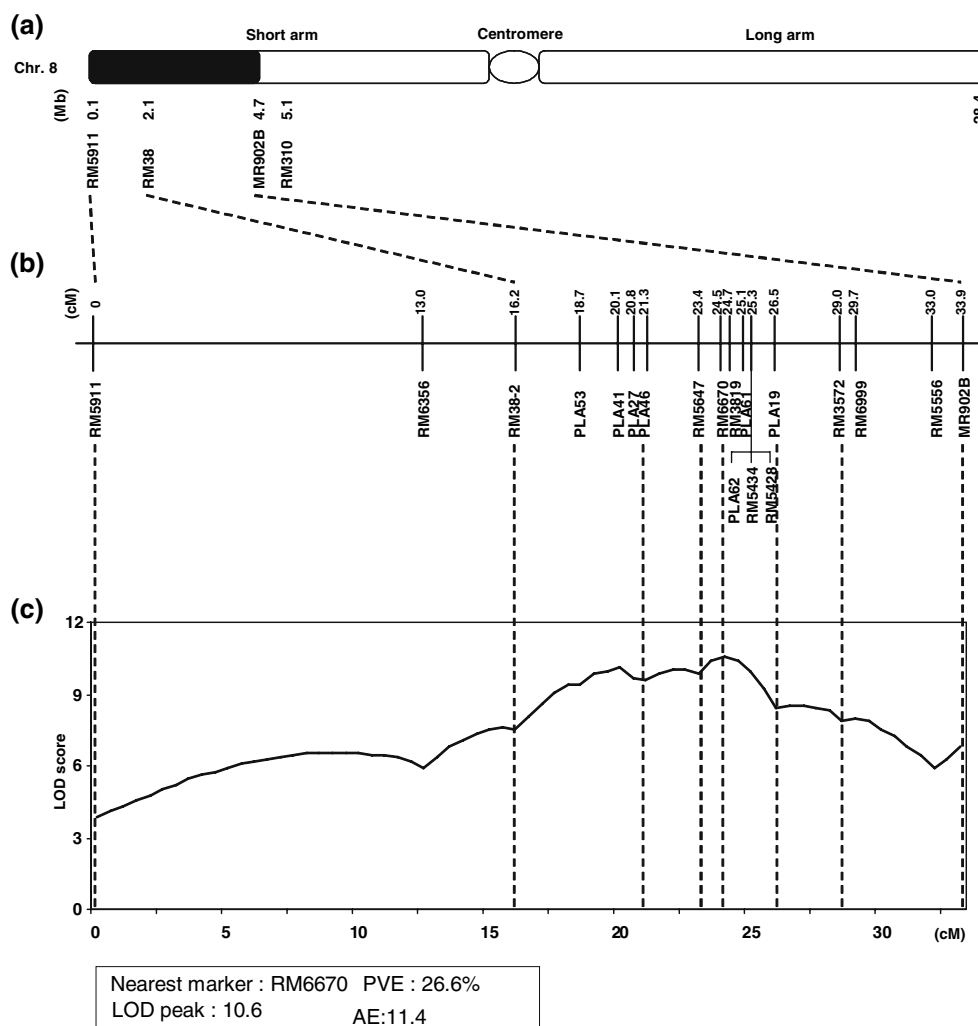 (a)
Short arm Centromere Long arm
Chr. 8
(Mb) 0.1 2.1 4.7 5.1
RM5911 RM38 MR902B RM310
(b)
(cM) 0 13.0 16.2 18.7 20.1 20.8 21.3 23.4 24.5 24.7 25.1 25.3 26.5 29.0 29.7 33.0 33.9
RM5911 RM6356 RM38-2 PLA53 PLA41 PLA27 PLA46 RM5647 RM6670 RM3819 PLA61 PLA19 RM3572 RM6999 RM5556 MR902B
PLA62 RM5434 RM5428
(c)
12
9
6
3
0
LOD score
0 5 10 15 20 25 30 (cM)
Nearest marker : RM6670 PVE : 26.6%
LOD peak : 10.6 AE:11.4